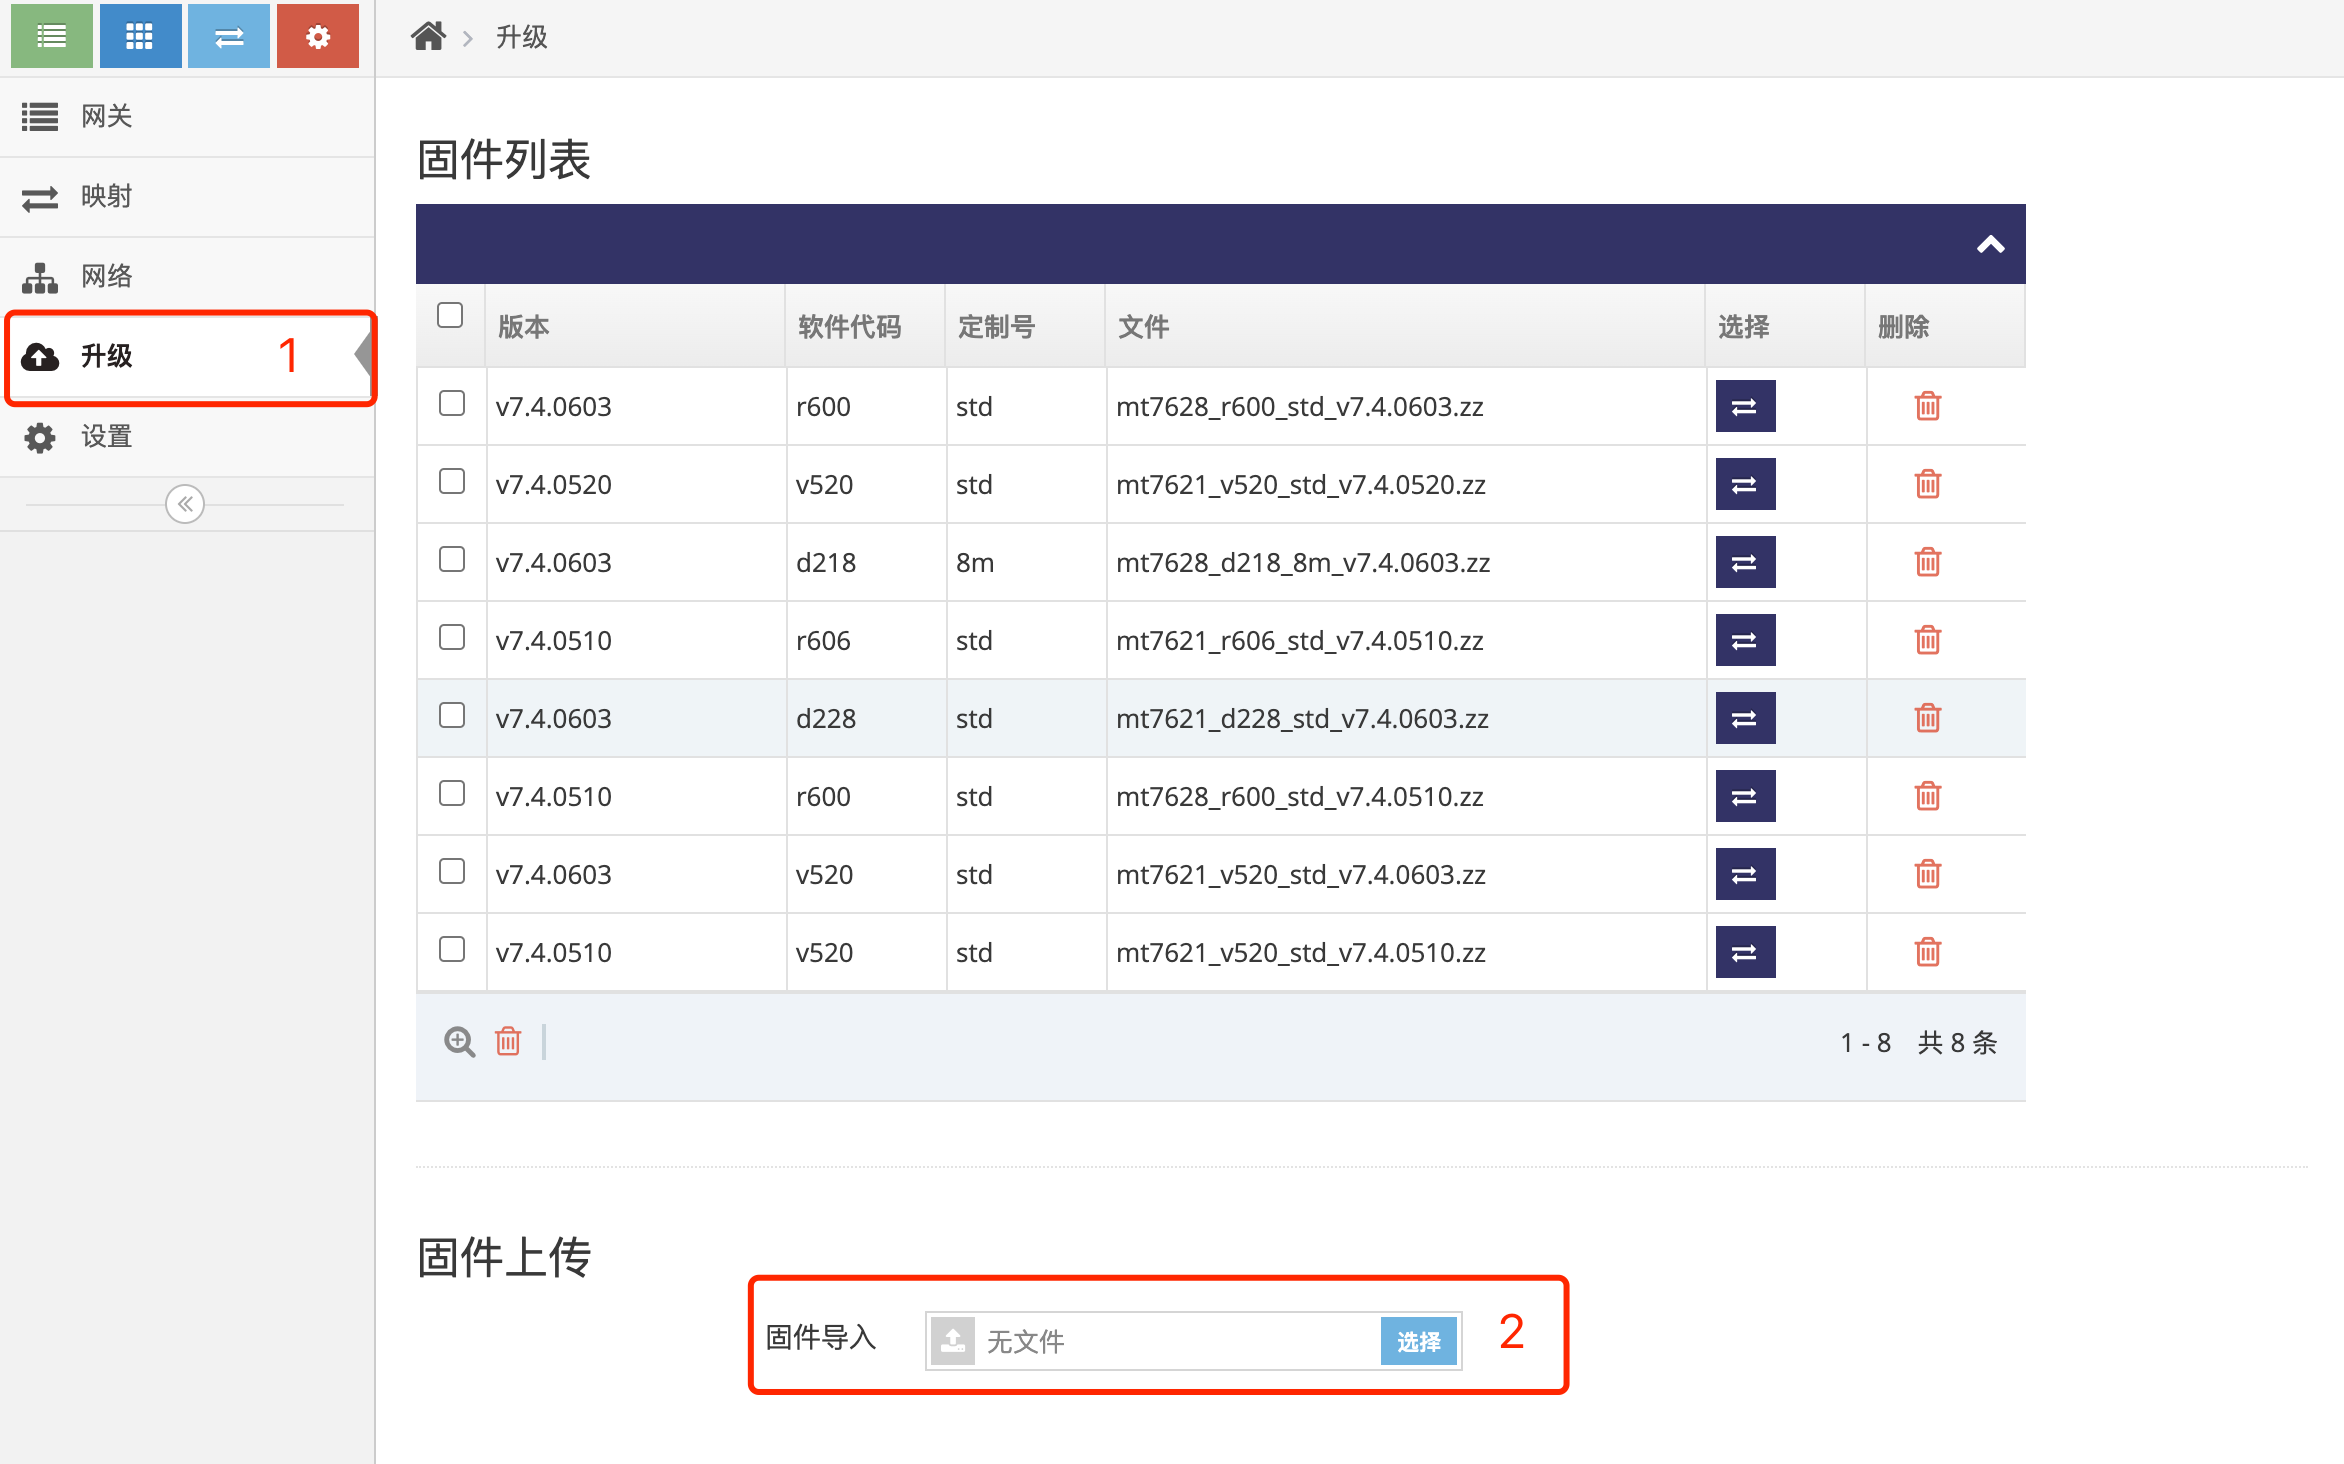 升级
网关
映射
网络
升级 1
设置
固件列表
版本 软件代码 定制号 文件 选择 删除
v7.4.0603 r600 std mt7628_r600_std_v7.4.0603.zz
v7.4.0520 v520 std mt7621_v520_std_v7.4.0520.zz
v7.4.0603 d218 8m mt7628_d218_8m_v7.4.0603.zz
v7.4.0510 r606 std mt7621_r606_std_v7.4.0510.zz
v7.4.0603 d228 std mt7621_d228_std_v7.4.0603.zz
v7.4.0510 r600 std mt7628_r600_std_v7.4.0510.zz
v7.4.0603 v520 std mt7621_v520_std_v7.4.0603.zz
v7.4.0510 v520 std mt7621_v520_std_v7.4.0510.zz
1 - 8 共 8 条
固件上传
固件导入 无文件 选择 2